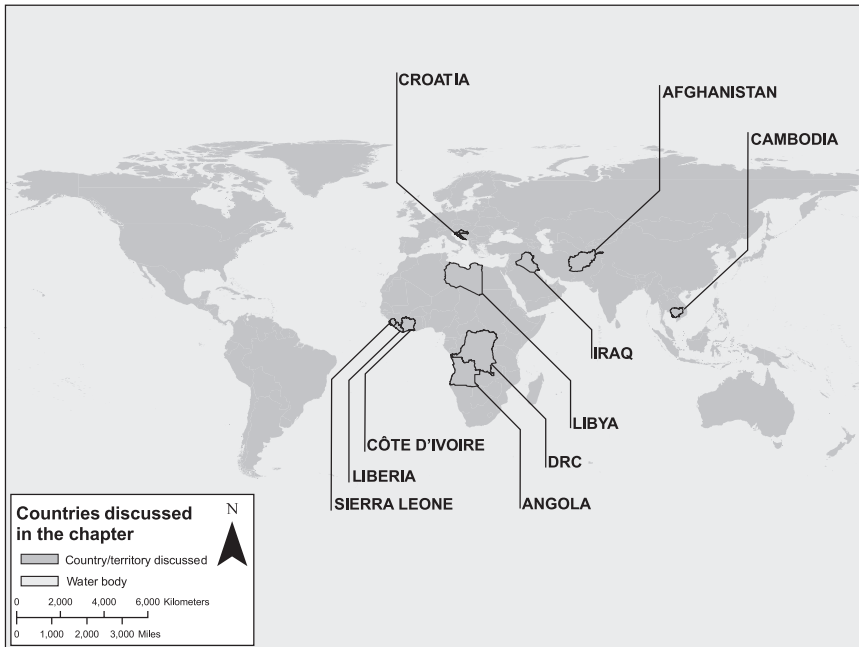 CROATIA
AFGHANISTAN
CAMBODIA
IRAQ
LIBYA
CÔTE D'IVOIRE
DRC
LIBERIA
SIERRA LEONE
ANGOLA
Countries discussed
in the chapter
N
Country/territory discussed
Water body
0 2,000 4,000 6,000 Kilometers
0 1,000 2,000 3,000 Miles